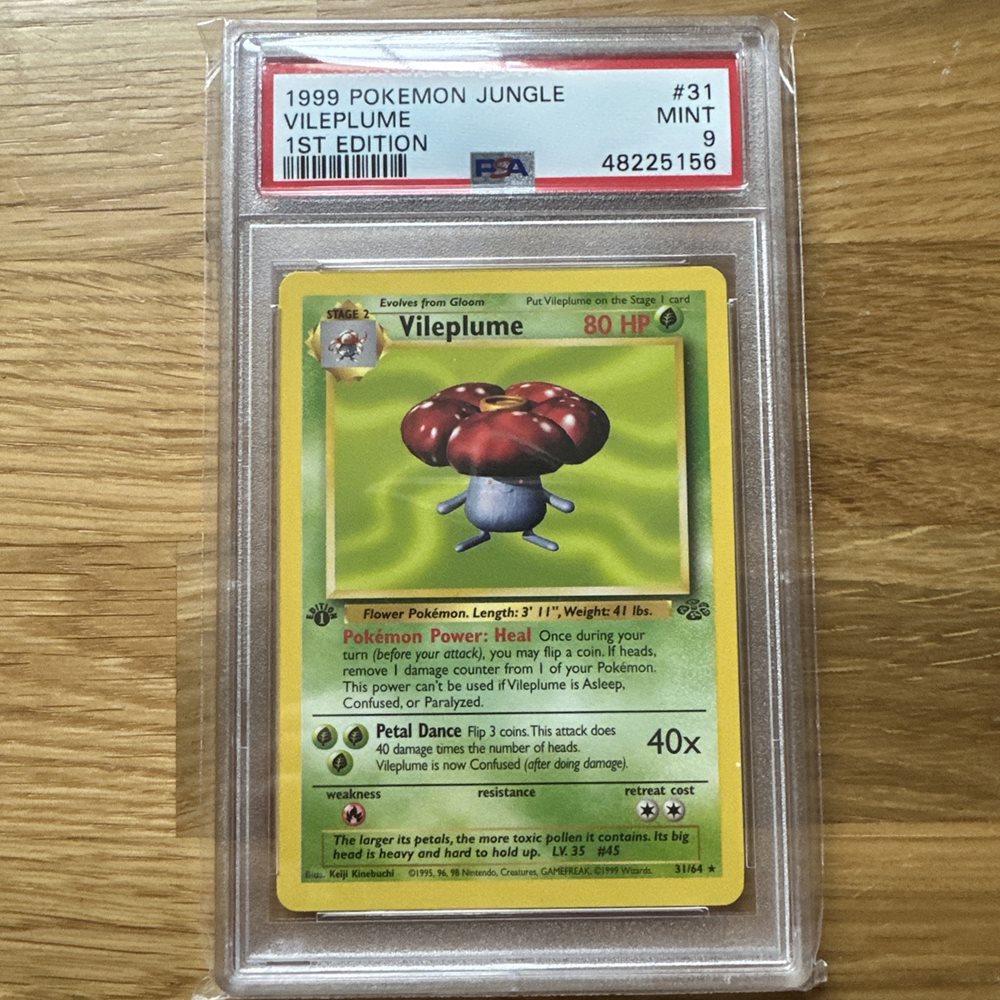 1999 POKEMON JUNGLE #31
VILEPLUME MINT
1ST EDITION 9
PSA 48225156
Evolves from Gloom Put Vileplume on the Stage 1 card
STAGE 2 Vileplume 80 HP
EDITION 1
Flower Pokémon. Length: 3' 11", Weight: 41 lbs.
Pokémon Power: Heal Once during your
turn (before your attack), you may flip a coin. If heads,
remove 1 damage counter from 1 of your Pokémon.
This power can't be used if Vileplume is Asleep,
Confused, or Paralyzed.
Petal Dance Flip 3 coins. This attack does
40 damage times the number of heads. 40x
Vileplume is now Confused (after doing damage).
weakness resistance retreat cost
The larger its petals, the more toxic pollen it contains. Its big
head is heavy and hard to hold up. LV. 35 #45
Illus. Keiji Kinebuchi ©1995, 96, 98 Nintendo, Creatures, GAMEFREAK. ©1999 Wizards. 31/64 ★